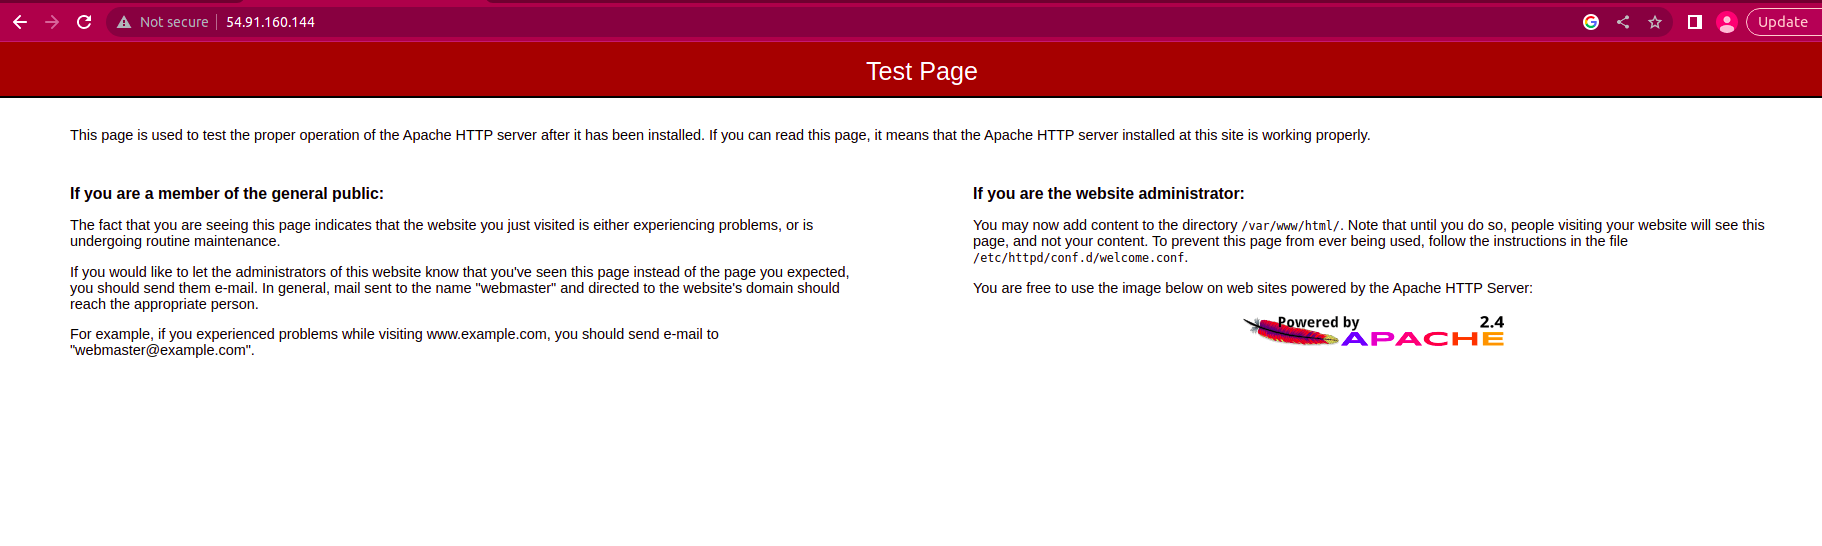 Not secure 54.91.160.144
Update
Test Page
This page is used to test the proper operation of the Apache HTTP server after it has been installed. If you can read this page, it means that the Apache HTTP server installed at this site is working properly.
If you are a member of the general public:
The fact that you are seeing this page indicates that the website you just visited is either experiencing problems, or is
undergoing routine maintenance.
If you would like to let the administrators of this website know that you've seen this page instead of the page you expected,
you should send them e-mail. In general, mail sent to the name "webmaster" and directed to the website's domain should
reach the appropriate person.
For example, if you experienced problems while visiting www.example.com, you should send e-mail to
"webmaster@example.com".
If you are the website administrator:
You may now add content to the directory /var/www/html/. Note that until you do so, people visiting your website will see this
page, and not your content. To prevent this page from ever being used, follow the instructions in the file
/etc/httpd/conf.d/welcome.conf.
You are free to use the image below on web sites powered by the Apache HTTP Server:
Powered by 2.4
APACHE